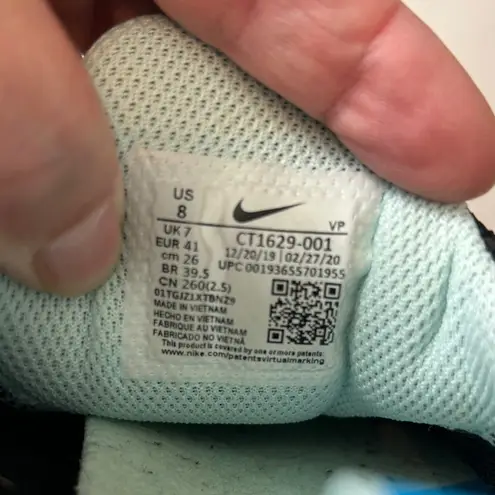 US
8
UK 7
EUR 41
cm 26
BR 39.5
CN 260(2.5)
VP
CT1629-001
12/20/19 | 02/27/20
UPC 00193655701955
01TGJZ1XTBNZ9
MADE IN VIETNAM
HECHO EN VIETNAM
FABRIQUE AU VIETNAM
FABRICADO NO VIETNÃ
This product is covered by one or more patents:
www.nike.com/patentsvirtualmarking